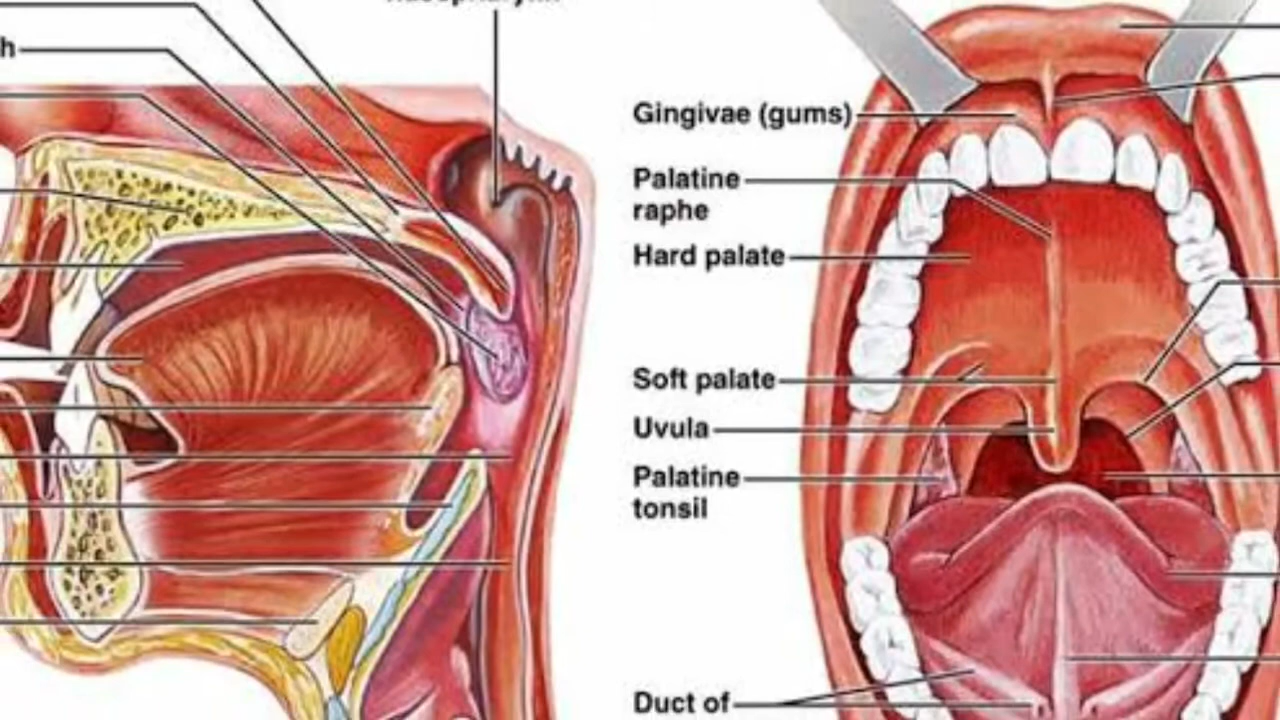 h
Gingivae (gums)
Palatine
raphe
Hard palate
Soft palate
Uvula
Palatine
tonsil
Duct of